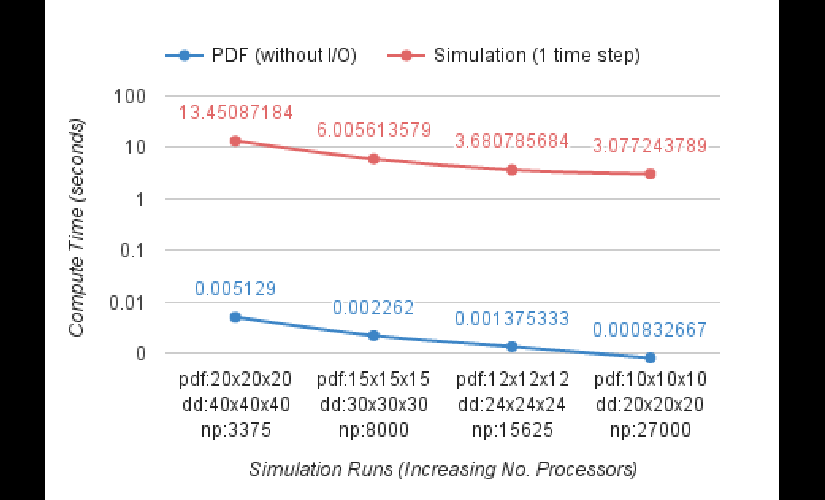 PDF (without I/O) Simulation (1 time step)
100
13.45087184
6.005613579
3.680785684
3.077243789
10
1
0.1
0.01
0
0.005129
0.002262
0.001375333
0.000832667
Compute Time (seconds)
pdf:20x20x20 pdf:15x15x15 pdf:12x12x12 pdf:10x10x10
dd:40x40x40 dd:30x30x30 dd:24x24x24 dd:20x20x20
np:3375 np:8000 np:15625 np:27000
Simulation Runs (Increasing No. Processors)